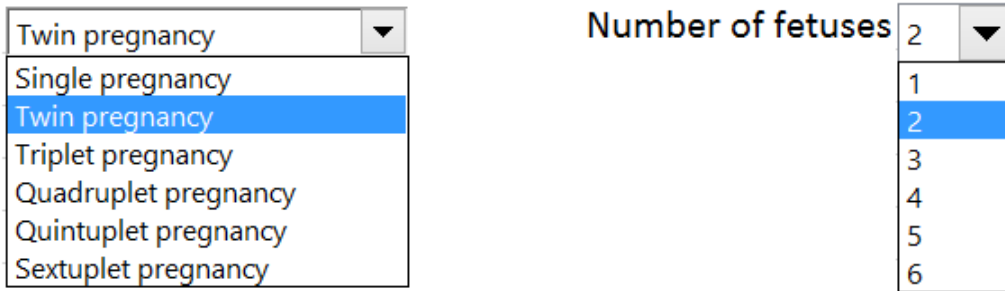 Twin pregnancy
Single pregnancy
Twin pregnancy
Triplet pregnancy
Quadruplet pregnancy
Quintuplet pregnancy
Sextuplet pregnancy
Number of fetuses 2
1
2
3
4
5
6